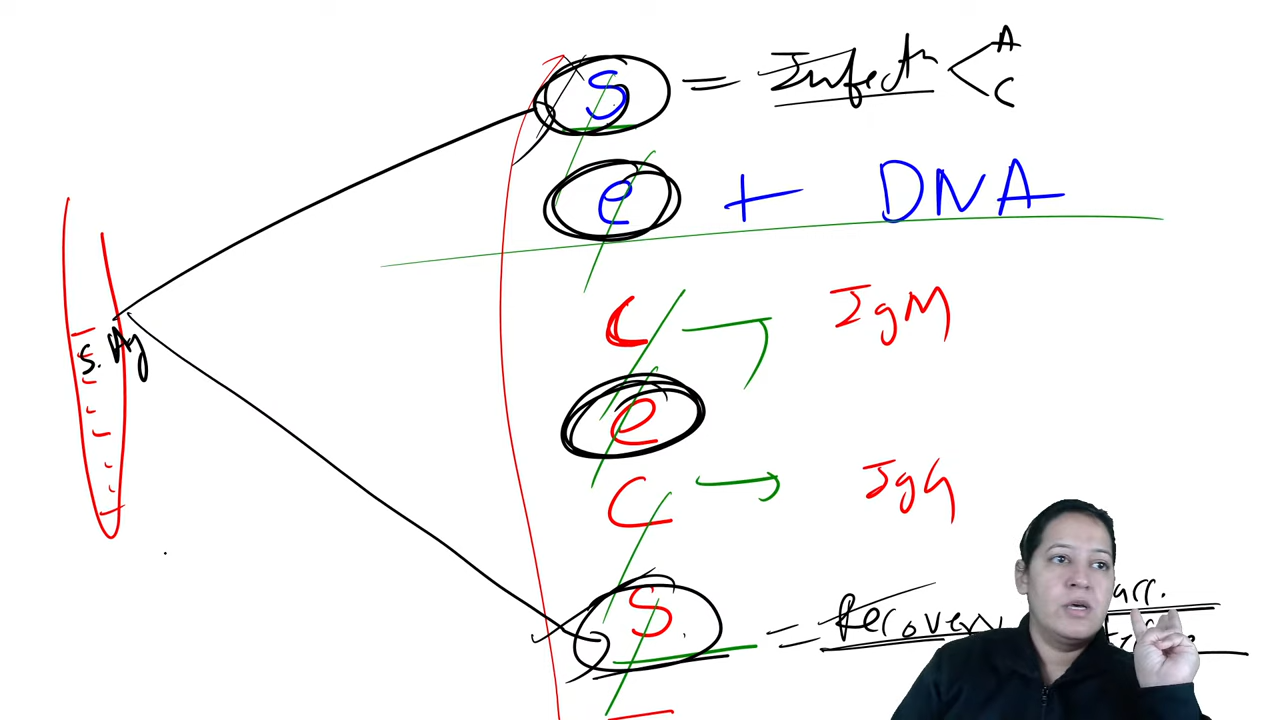 S = Infectn < A
C
e + DNA
S. Ag
C IgM
e
C → IgG
S = Recovery